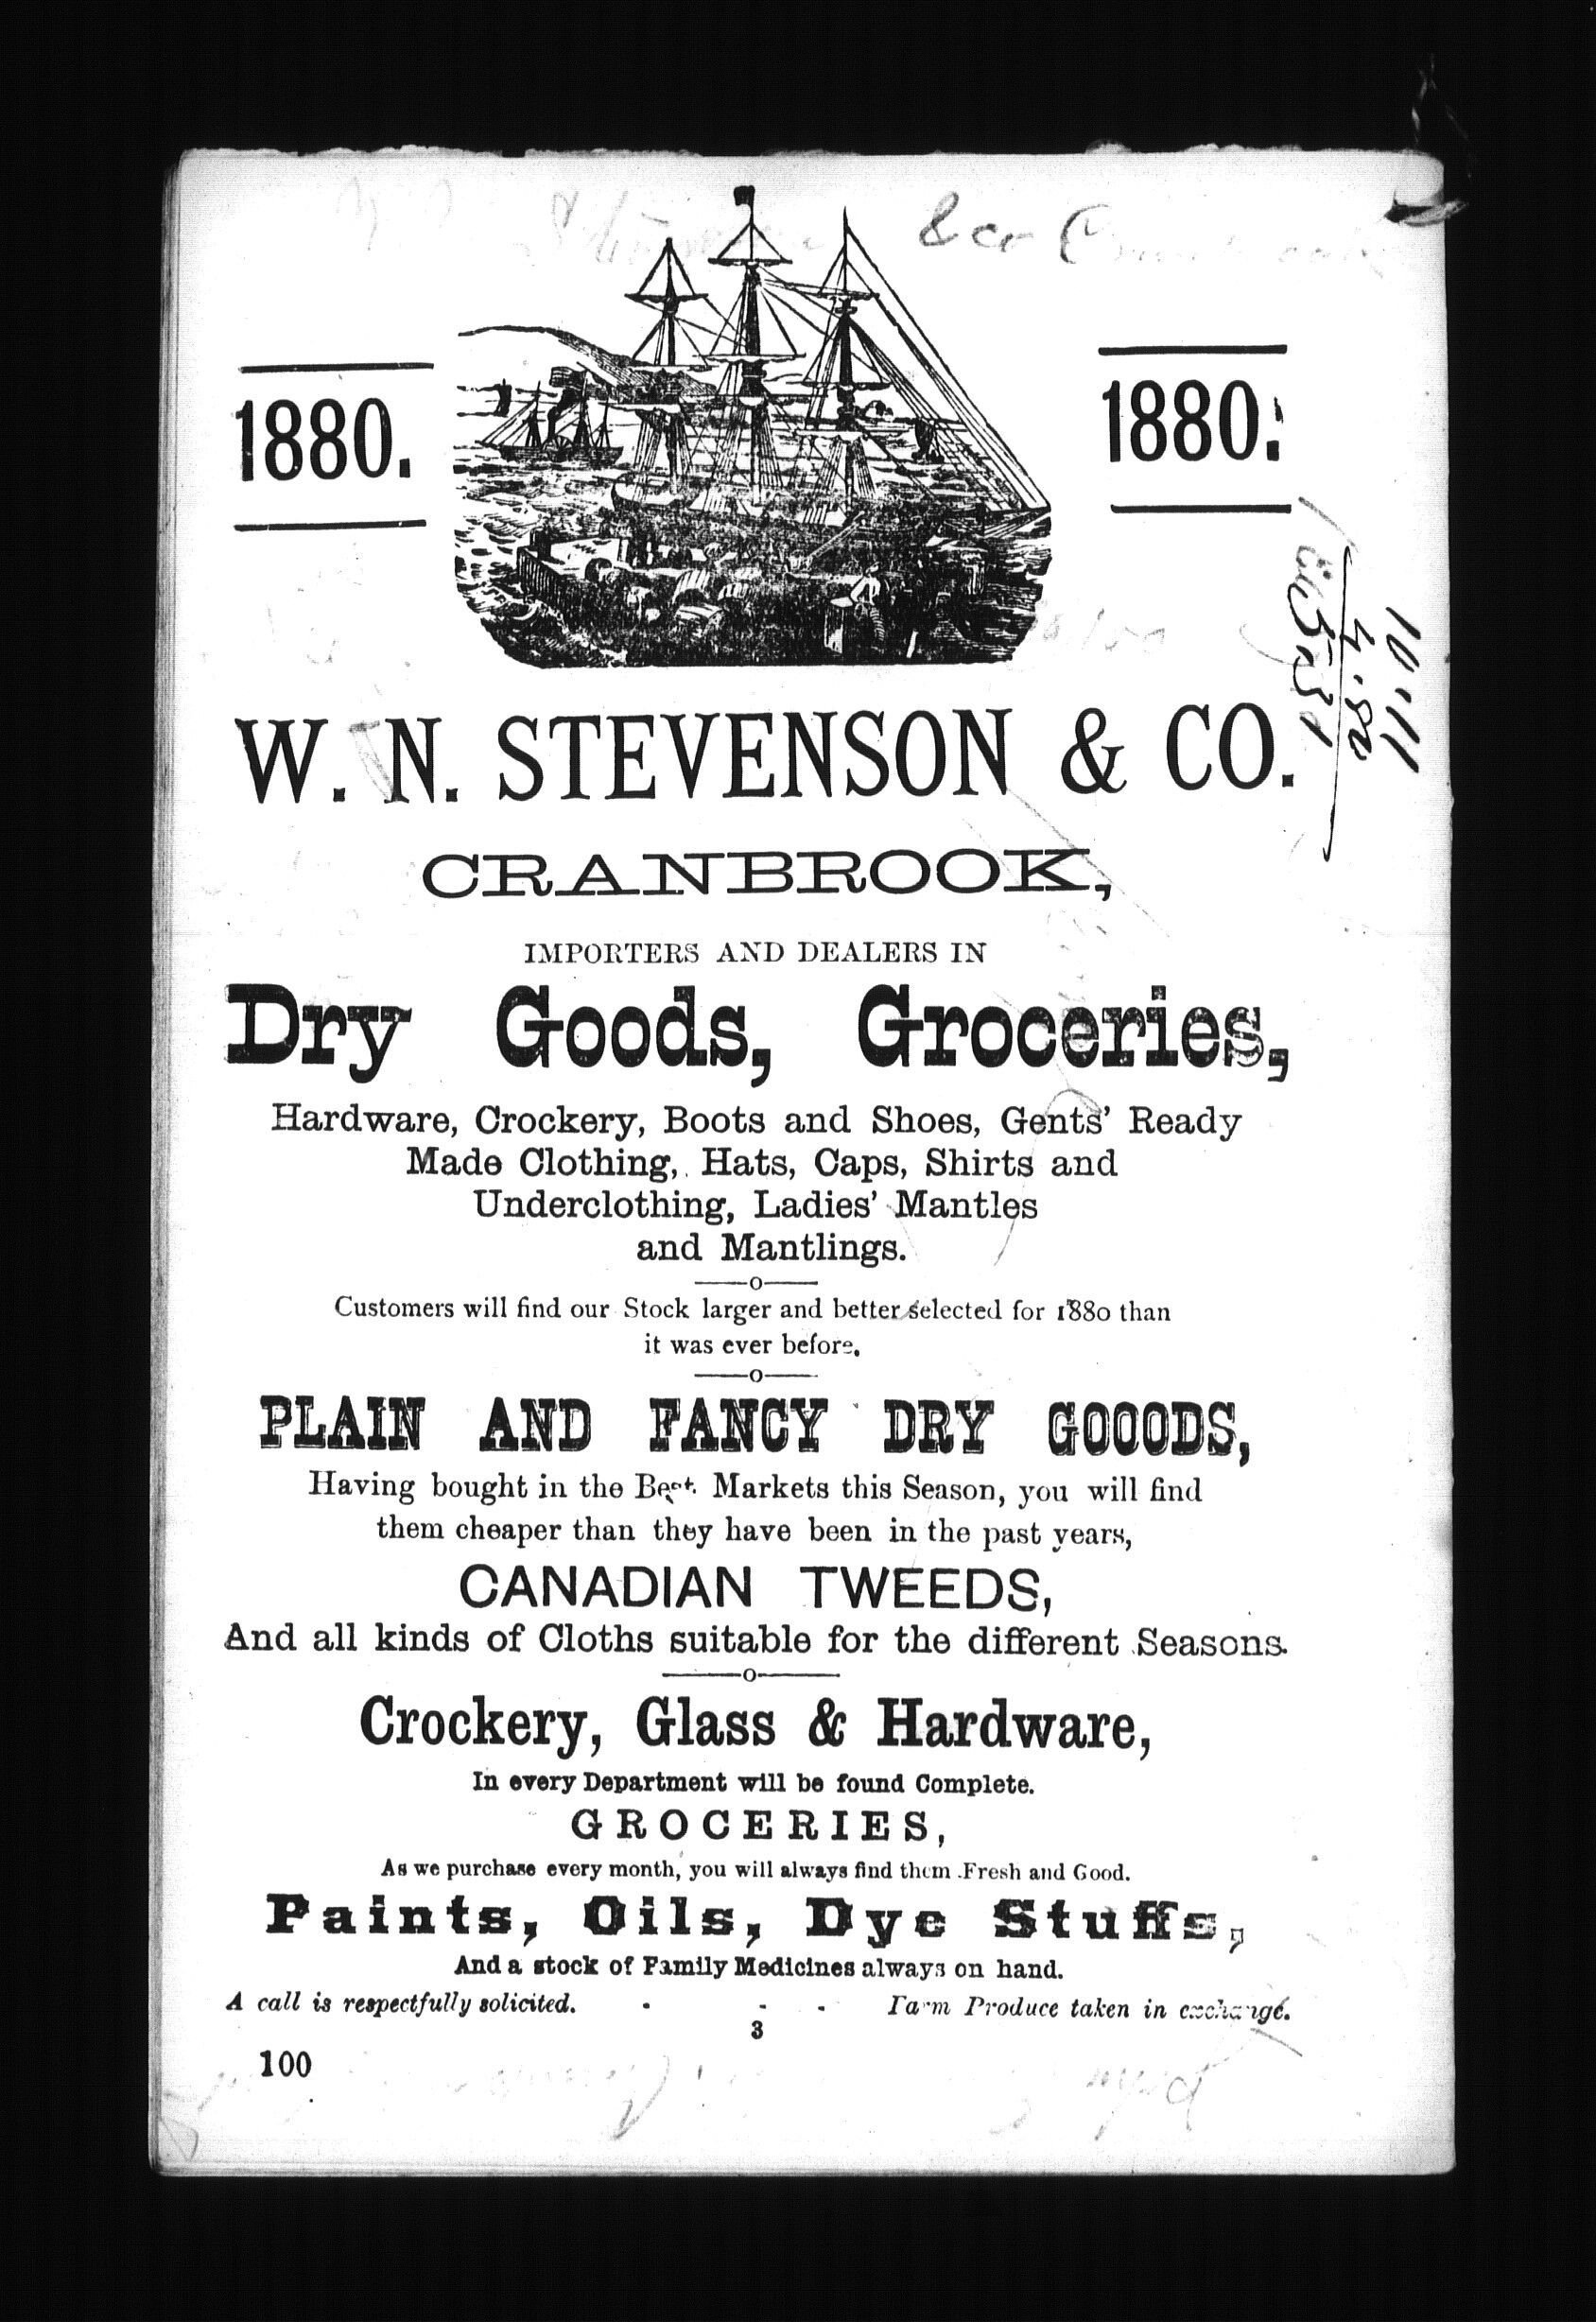 & co
1880.
1880.
10.11
4.80
W. N. STEVENSON & CO.
CRANBROOK,
IMPORTERS AND DEALERS IN
Dry Goods, Groceries,
Hardware, Crockery, Boots and Shoes, Gents' Ready
Made Clothing, Hats, Caps, Shirts and
Underclothing, Ladies' Mantles
and Mantlings.
—o—
Customers will find our Stock larger and better selected for 1880 than
it was ever before.
—o—
PLAIN AND FANCY DRY GOOODS,
Having bought in the Best Markets this Season, you will find
them cheaper than they have been in the past years,
CANADIAN TWEEDS,
And all kinds of Cloths suitable for the different Seasons.
—o—
Crockery, Glass & Hardware,
In every Department will be found Complete.
GROCERIES,
As we purchase every month, you will always find them Fresh and Good.
Paints, Oils, Dye Stuffs,
And a stock of Family Medicines always on hand.
A call is respectfully solicited. - - - Farm Produce taken in exchange.
3
100